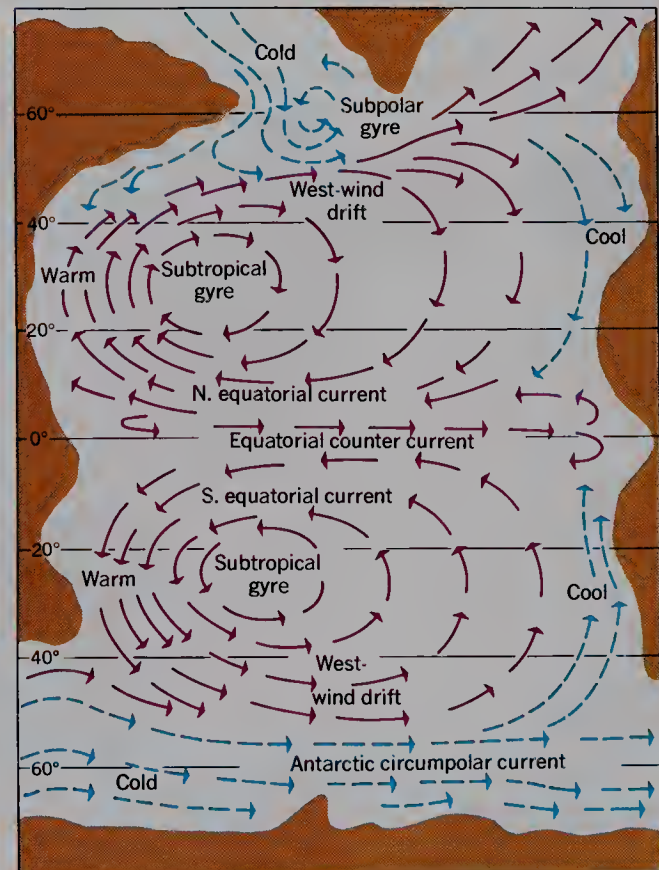 Cold
60°
Subpolar
gyre
West-wind
drift
40°
Cool
Warm
Subtropical
gyre
20°
N. equatorial current
0°
Equatorial counter current
S. equatorial current
20°
Subtropical
gyre
Warm
Cool
40°
West-
wind drift
Antarctic circumpolar current
60°
Cold